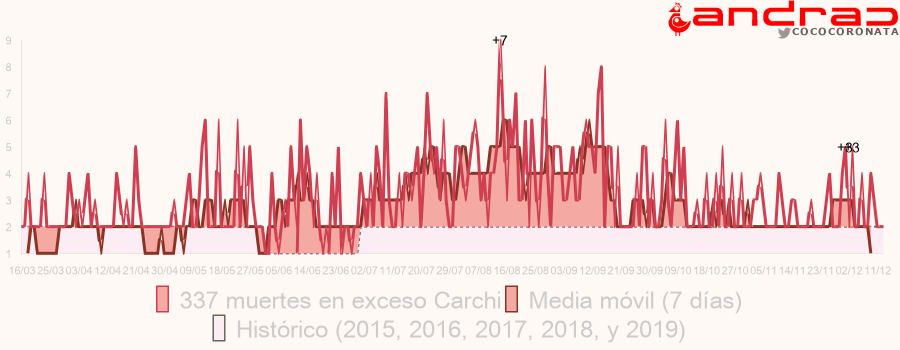 andrac
COCOCORONATA
9
8
7
6
5
4
3
2
1
+7
+33
16/03 25/03 03/04 12/04 21/04 30/04 09/05 18/05 27/05 05/06 14/06 23/06 02/07 11/07 20/07 29/07 07/08 16/08 25/08 03/09 12/09 21/09 30/09 09/10 18/10 27/10 05/11 14/11 23/11 02/12 11/12
337 muertes en exceso Carchi Media móvil (7 días)
Histórico (2015, 2016, 2017, 2018, y 2019)